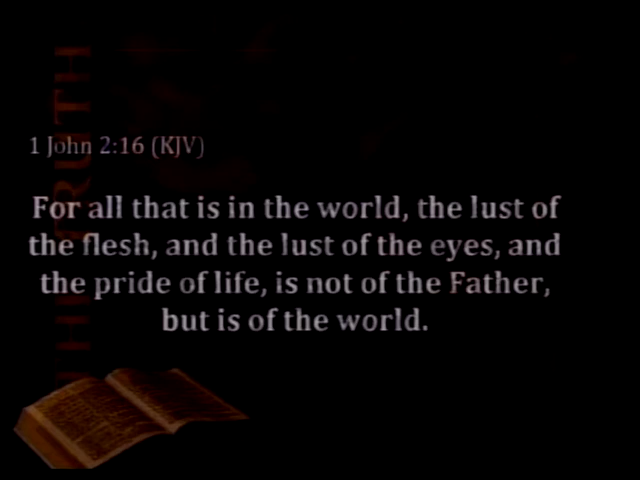 1 John 2:16 (KJV)
For all that is in the world, the lust of
the flesh, and the lust of the eyes, and
the pride of life, is not of the Father,
but is of the world.
TRUTH